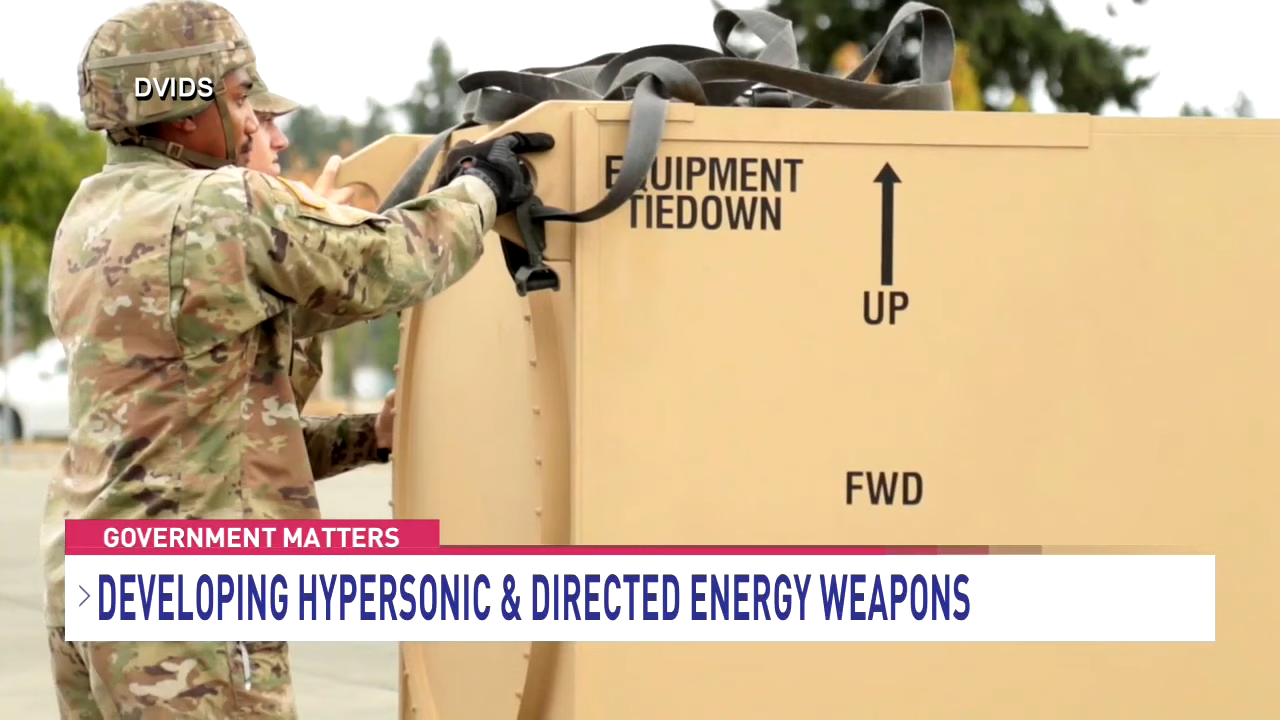 DVIDS
EQUIPMENT
TIEDOWN
UP
FWD
GOVERNMENT MATTERS
DEVELOPING HYPERSONIC & DIRECTED ENERGY WEAPONS